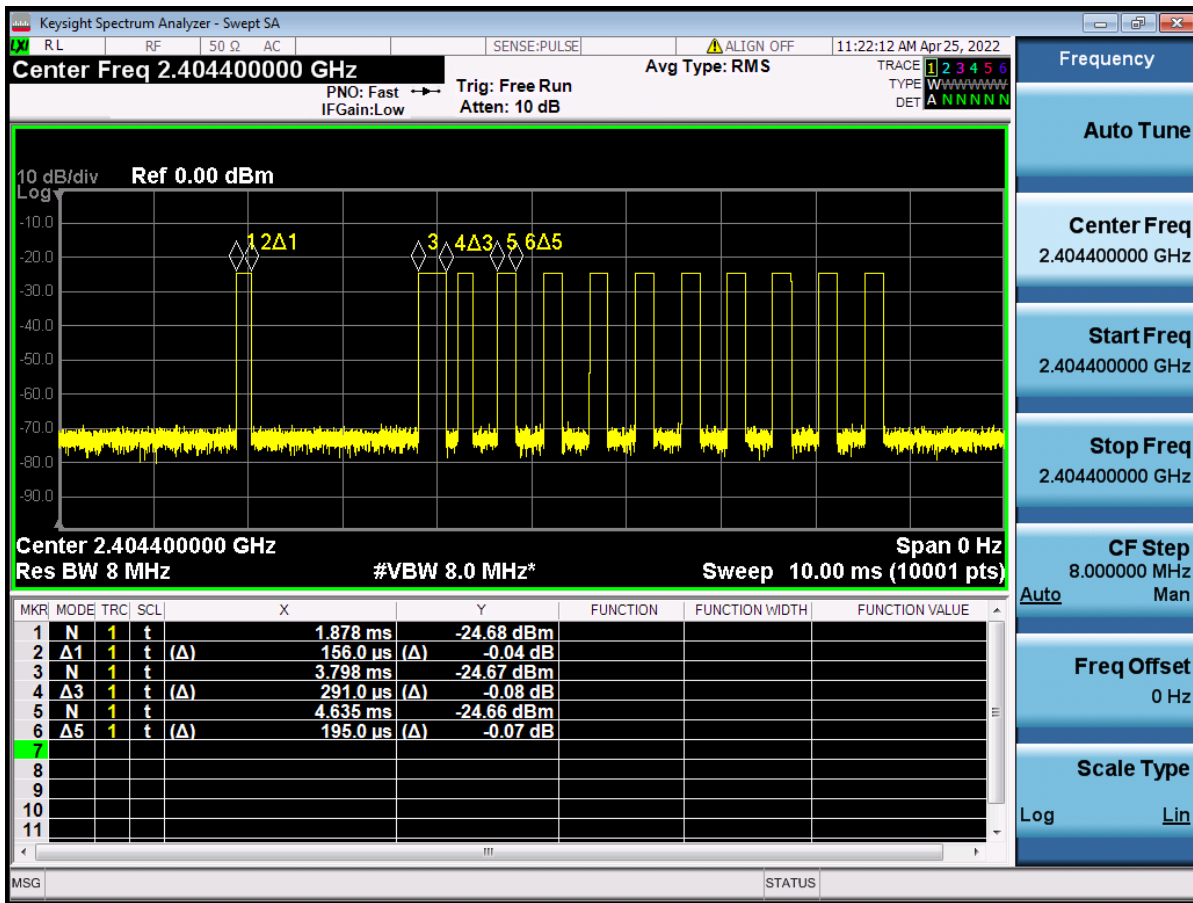 Keysight Spectrum Analyzer - Swept SA
LXI RL RF 50 Ω AC SENSE:PULSE ALIGN OFF 11:22:12 AM Apr 25, 2022
Center Freq 2.404400000 GHz
PNO: Fast
IFGain:Low
Trig: Free Run
Atten: 10 dB
Avg Type: RMS
TRACE 1 2 3 4 5 6
TYPE WWWWWW
DET A N N N N N
10 dB/div Ref 0.00 dBm
Log
-10.0
-20.0
-30.0
-40.0
-50.0
-60.0
-70.0
-80.0
-90.0
1 2Δ1 3 4Δ3 5 6Δ5
Center 2.404400000 GHz Span 0 Hz
Res BW 8 MHz #VBW 8.0 MHz* Sweep 10.00 ms (10001 pts)
MKR MODE TRC SCL X Y FUNCTION FUNCTION WIDTH FUNCTION VALUE
1 N 1 t 1.878 ms -24.68 dBm
2 Δ1 1 t (Δ) 156.0 µs (Δ) -0.04 dB
3 N 1 t 3.798 ms -24.67 dBm
4 Δ3 1 t (Δ) 291.0 µs (Δ) -0.08 dB
5 N 1 t 4.635 ms -24.66 dBm
6 Δ5 1 t (Δ) 195.0 µs (Δ) -0.07 dB
7
8
9
10
11
MSG STATUS
Frequency
Auto Tune
Center Freq
2.404400000 GHz
Start Freq
2.404400000 GHz
Stop Freq
2.404400000 GHz
CF Step
8.000000 MHz
Auto Man
Freq Offset
0 Hz
Scale Type
Log Lin